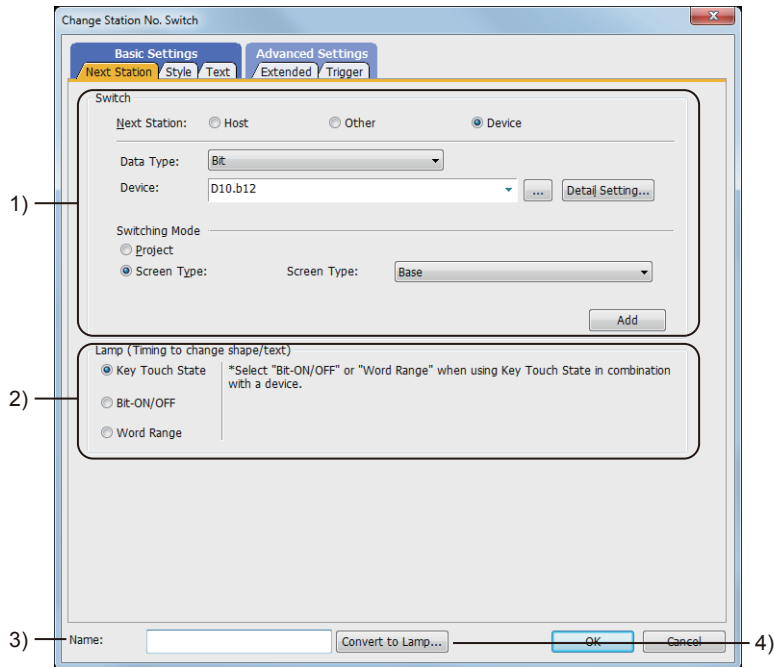 Change Station No. Switch
x
Basic Settings
Advanced Settings
Next Station Style Text Extended Trigger
Switch
Next Station: Host Other Device
Data Type: Bit
1)
Device: D10.b12 ... Detail Setting...
Switching Mode
Project
Screen Type: Screen Type: Base
Add
Lamp (Timing to change shape/text)
Key Touch State *Select "Bit-ON/OFF" or "Word Range" when using Key Touch State in combination
with a device.
2)
Bit-ON/OFF
Word Range
3) Name: Convert to Lamp... OK Cancel 4)